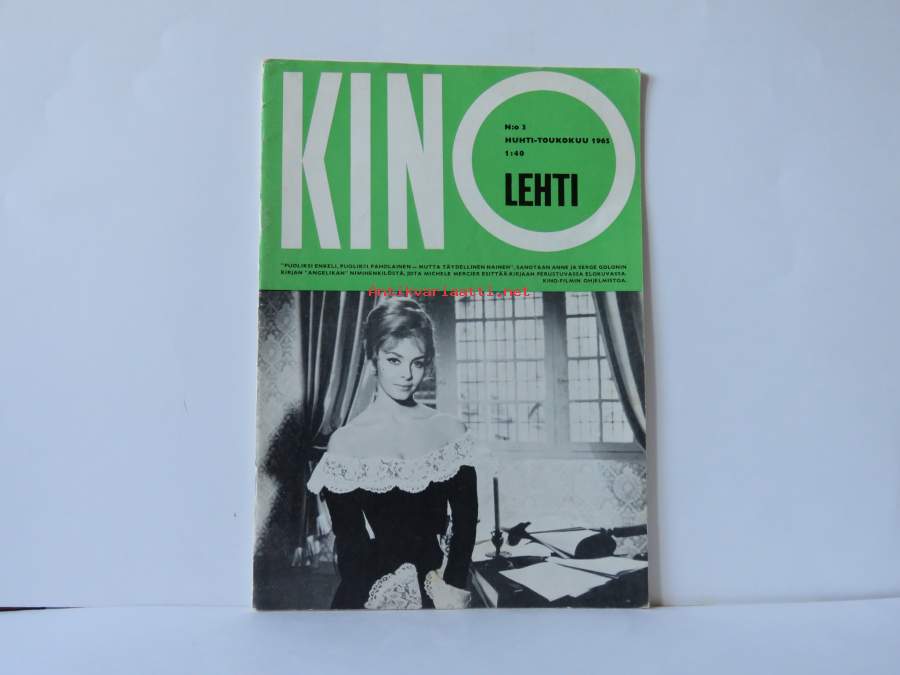 KINO
N:o 3
HUHTI-TOUKOKUU 1965
1:40
LEHTI
"PUOLIKSI ENKELI, PUOLIKSI PAHOLAINEN — MUTTA TÄYDELLINEN NAINEN", SANOTAAN ANNE JA SERGE GOLONIN
KIRJAN "ANGELIKAN" NIMIHENKILÖSTÄ, JOTA MICHELE MERCIER ESITTÄÄ KIRJAAN PERUSTUVASSA ELOKUVASSA.
KINO-FILMIN OHJELMISTOA.
Antikvariaatti.net